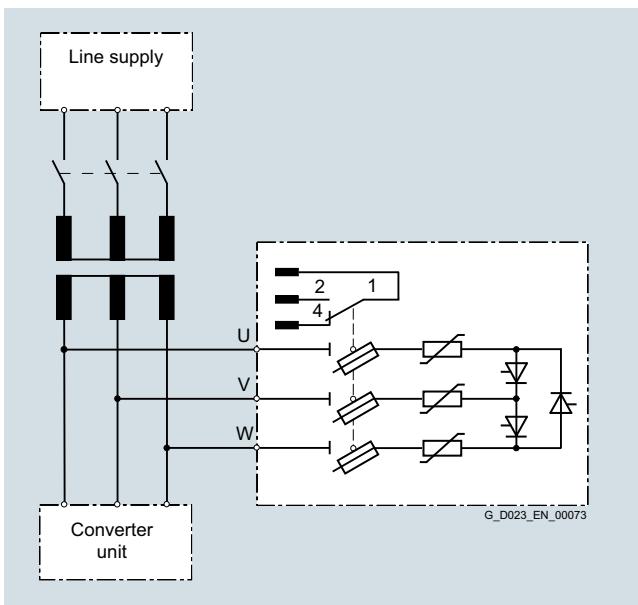 Line supply
2 1
4
U
V
W
G_D023_EN_00073
Converter
unit